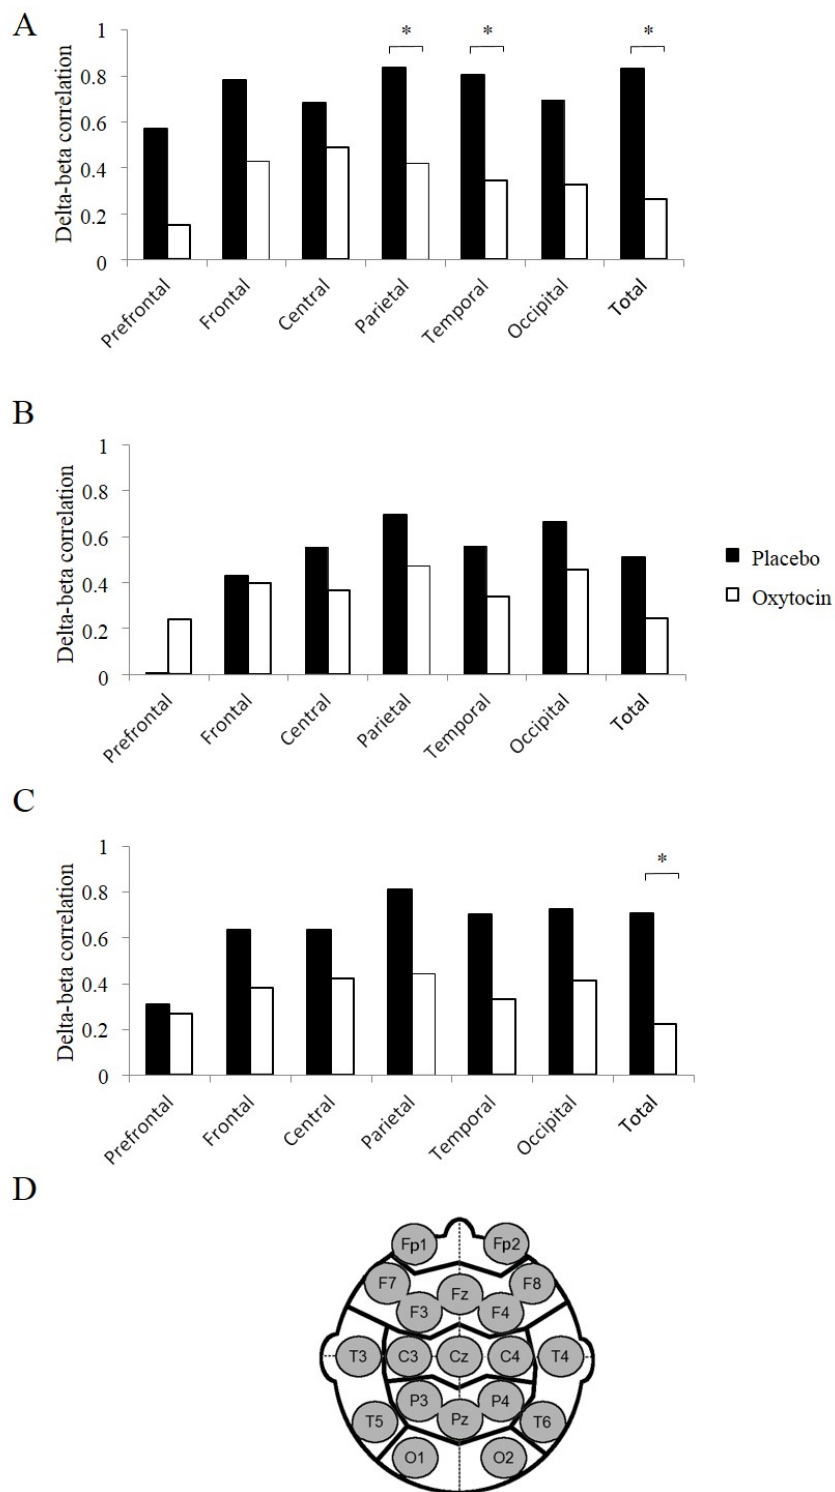 A
Delta-beta correlation
1
0.8
0.6
0.4
0.2
0
* * *
Prefrontal Frontal Central Parietal Temporal Occipital Total
B
Delta-beta correlation
1
0.8
0.6
0.4
0.2
0
Prefrontal Frontal Central Parietal Temporal Occipital Total
Placebo
Oxytocin
C
Delta-beta correlation
1
0.8
0.6
0.4
0.2
0
*
Prefrontal Frontal Central Parietal Temporal Occipital Total
D
Fp1 Fp2
F7 Fz F8
F3 F4
T3 C3 Cz C4 T4
P3 P4
T5 Pz T6
O1 O2